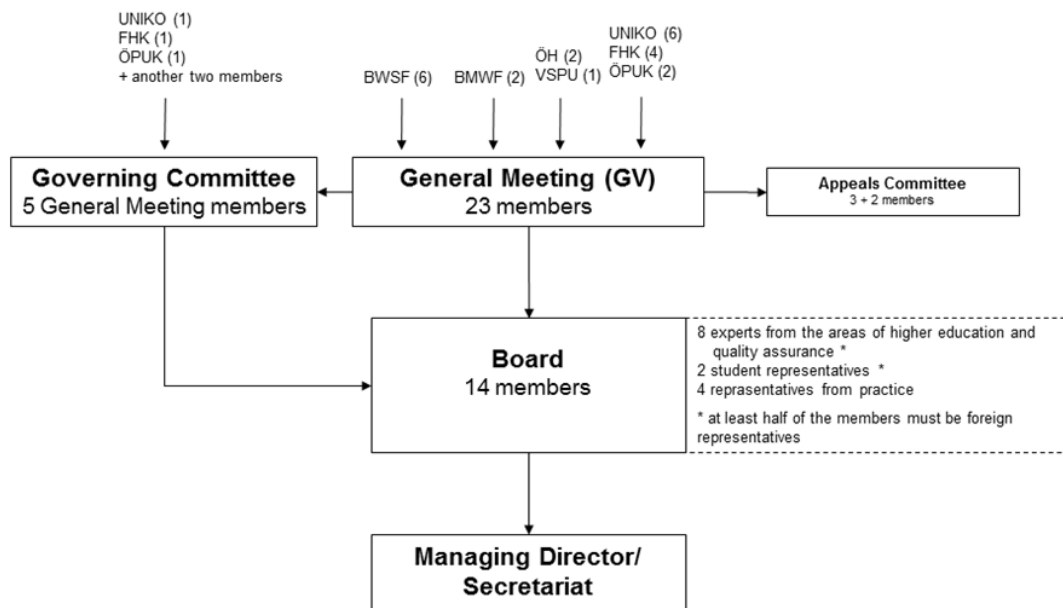 UNIKO (1)
FHK (1)
ÖPUK (1)
+ another two members
BWSF (6)
BMWF (2)
ÖH (2)
VSPU (1)
UNIKO (6)
FHK (4)
ÖPUK (2)
Governing Committee
5 General Meeting members
General Meeting (GV)
23 members
Appeals Committee
3 + 2 members
Board
14 members
8 experts from the areas of higher education and
quality assurance *
2 student representatives *
4 reprasentatives from practice
* at least half of the members must be foreign
representatives
Managing Director/
Secretariat